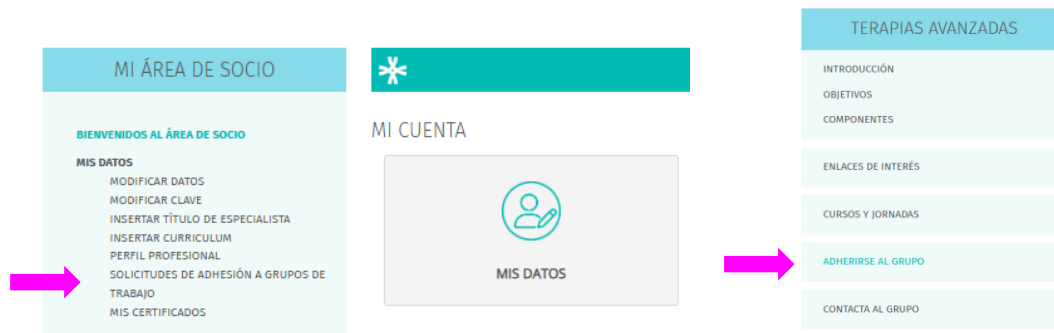 MI ÁREA DE SOCIO
BIENVENIDOS AL ÁREA DE SOCIO
MIS DATOS
MODIFICAR DATOS
MODIFICAR CLAVE
INSERTAR TÍTULO DE ESPECIALISTA
INSERTAR CURRICULUM
PERFIL PROFESIONAL
SOLICITUDES DE ADHESIÓN A GRUPOS DE
TRABAJO
MIS CERTIFICADOS
MI CUENTA
MIS DATOS
TERAPIAS AVANZADAS
INTRODUCCIÓN
OBJETIVOS
COMPONENTES
ENLACES DE INTERÉS
CURSOS Y JORNADAS
ADHERIRSE AL GRUPO
CONTACTA AL GRUPO